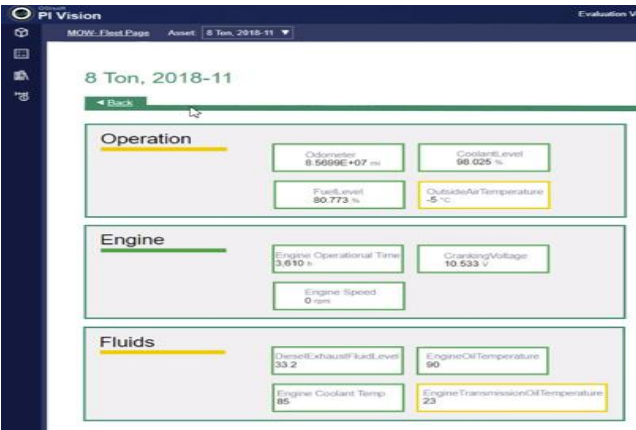 OSIsoft
PI Vision
Evaluation V
MOW- Fleet Page Asset 8 Ton, 2018-11 ▼
8 Ton, 2018-11
◄ Back
Operation
Odometer
8.5699E+07 mi
CoolantLevel
98.025 %
FuelLevel
80.773 %
OutsideAirTemperature
-5 °C
Engine
Engine Operational Time
3,610 h
CrankingVoltage
10.533 V
Engine Speed
0 rpm
Fluids
DieselExhaustFluidLevel
33.2
EngineOilTemperature
90
Engine Coolant Temp
85
EngineTransmissionOilTemperature
23